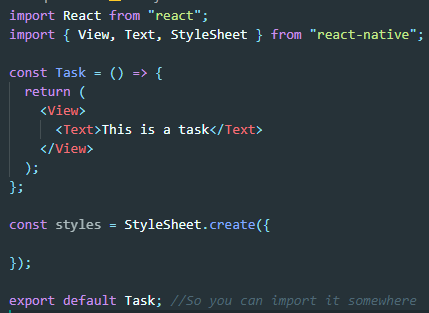 import React from "react";
import { View, Text, StyleSheet } from "react-native";
const Task = () => {
return (
<View>
<Text>This is a task</Text>
</View>
);
};
const styles = StyleSheet.create({
});
export default Task; //So you can import it somewhere